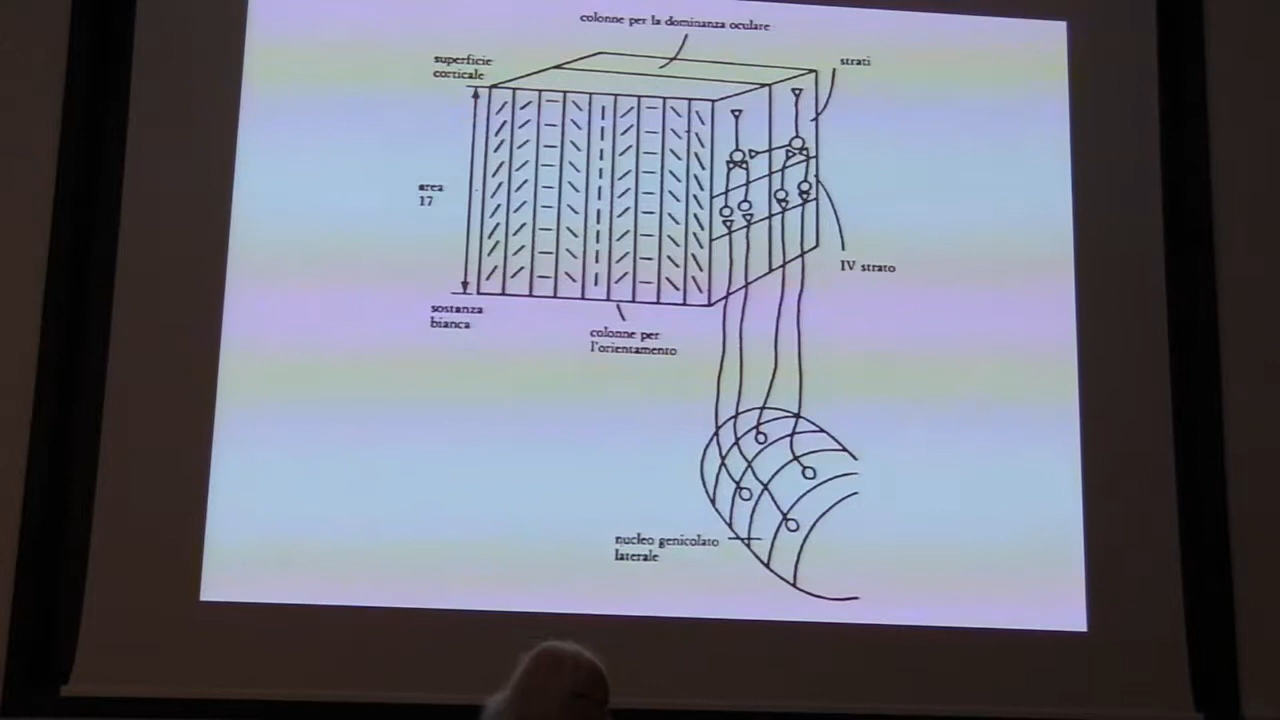 colonne per la dominanza oculare
superficie
corticale
strati
area
17
IV strato
sostanza
bianca
colonne per
l'orientamento
nucleo genicolato
laterale